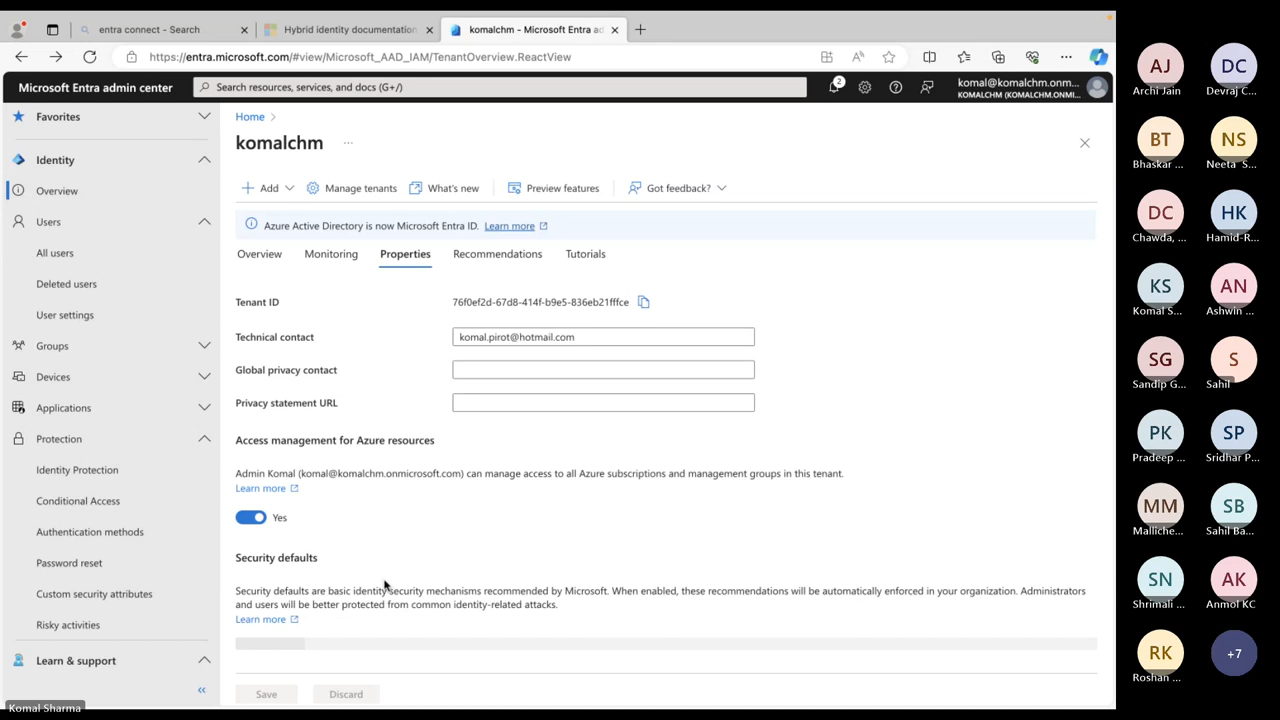 entra connect - Search
Hybrid identity documentation
komalchm - Microsoft Entra ad
https://entra.microsoft.com/#view/Microsoft_AAD_IAM/TenantOverview.ReactView
Microsoft Entra admin center
Search resources, services, and docs (G+/)
2
komal@komalchm.onm...
KOMALCHM (KOMALCHM.ONMI...
Favorites
Identity
Overview
Users
All users
Deleted users
User settings
Groups
Devices
Applications
Protection
Identity Protection
Conditional Access
Authentication methods
Password reset
Custom security attributes
Risky activities
Learn & support
Komal Sharma
Home
komalchm ...
Add
Manage tenants
What's new
Preview features
Got feedback?
Azure Active Directory is now Microsoft Entra ID. Learn more
Overview
Monitoring
Properties
Recommendations
Tutorials
Tenant ID
76f0ef2d-67d8-414f-b9e5-836eb21fffce
Technical contact
komal.pirot@hotmail.com
Global privacy contact
Privacy statement URL
Access management for Azure resources
Admin Komal (komal@komalchm.onmicrosoft.com) can manage access to all Azure subscriptions and management groups in this tenant.
Learn more
Yes
Security defaults
Security defaults are basic identity security mechanisms recommended by Microsoft. When enabled, these recommendations will be automatically enforced in your organization. Administrators
and users will be better protected from common identity-related attacks.
Learn more
Save
Discard
AJ
Archi Jain
DC
Devraj C...
BT
Bhaskar ...
NS
Neeta S...
DC
Chawda, ...
HK
Hamid-R...
KS
Komal S...
AN
Ashwin ...
SG
Sandip G...
S
Sahil
PK
Pradeep ...
SP
Sridhar P...
MM
Malliche...
SB
Sahil Ba...
SN
Shrimali ...
AK
Anmol KC
RK
Roshan ...
+7